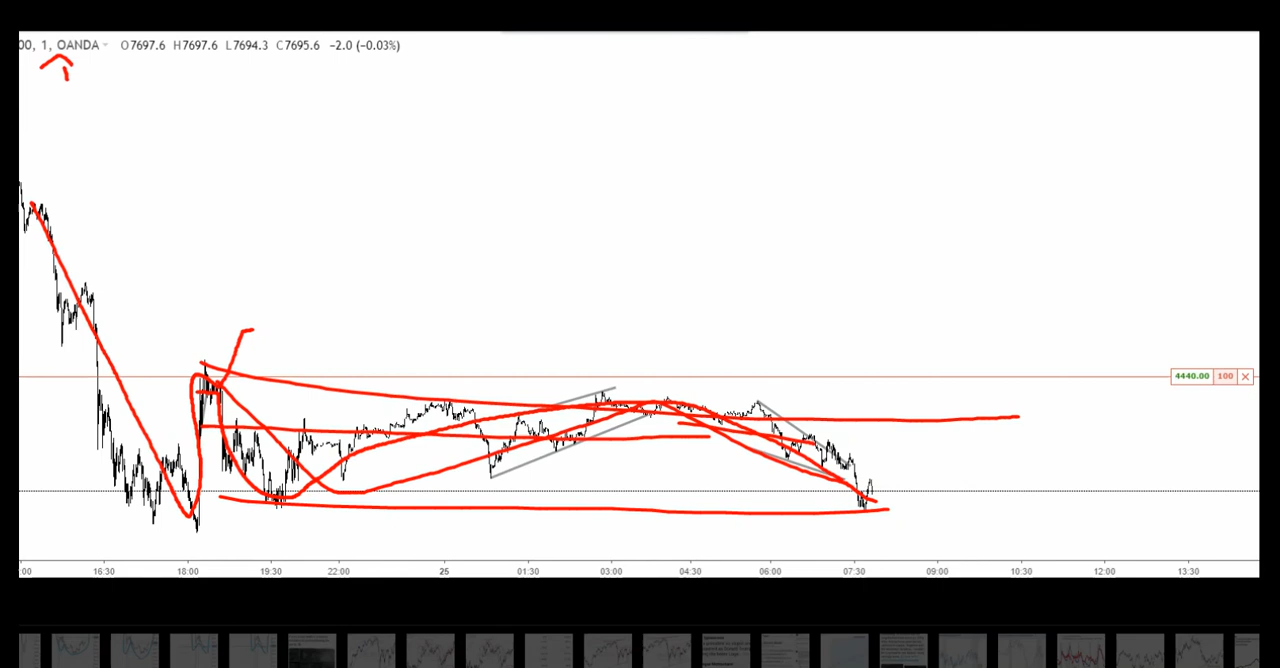 00, 1, OANDA O7697.6 H7697.6 L7694.3 C7695.6 −2.0 (−0.03%)
4440.00 100 X
:00 16:30 18:00 19:30 22:00 25 01:30 03:00 04:30 06:00 07:30 09:00 10:30 12:00 13:30